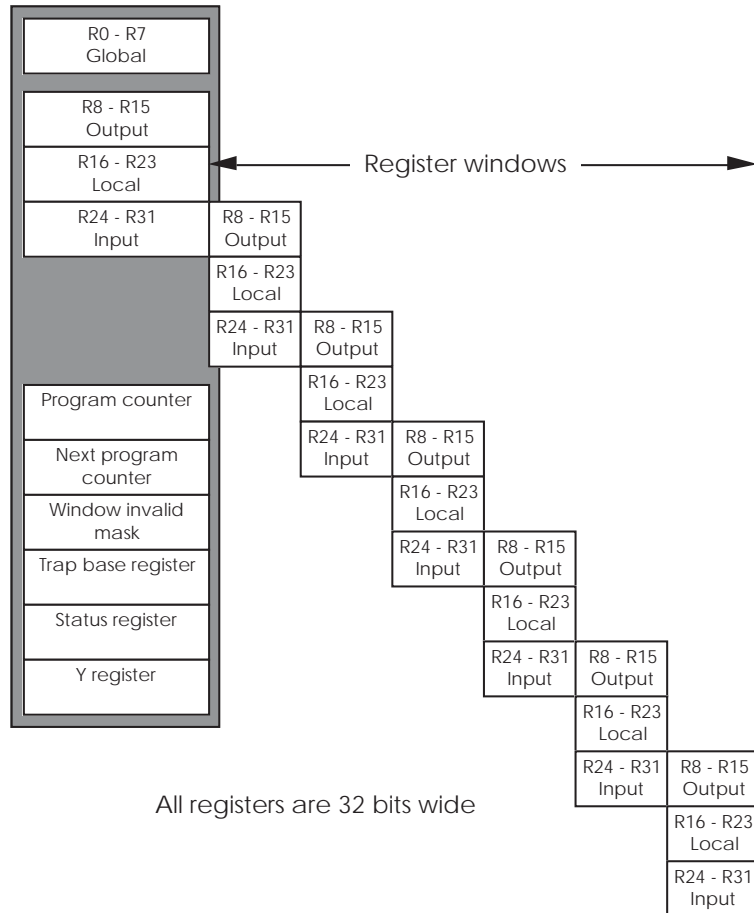 R0 - R7
Global
R8 - R15
Output
R16 - R23
Local
Register windows
R24 - R31
Input
R8 - R15
Output
R16 - R23
Local
R24 - R31
Input
R8 - R15
Output
R16 - R23
Local
R24 - R31
Input
R8 - R15
Output
R16 - R23
Local
R24 - R31
Input
R8 - R15
Output
R16 - R23
Local
R24 - R31
Input
R8 - R15
Output
R16 - R23
Local
R24 - R31
Input
R8 - R15
Output
R16 - R23
Local
R24 - R31
Input
Program counter
Next program
counter
Window invalid
mask
Trap base register
Status register
Y register
All registers are 32 bits wide